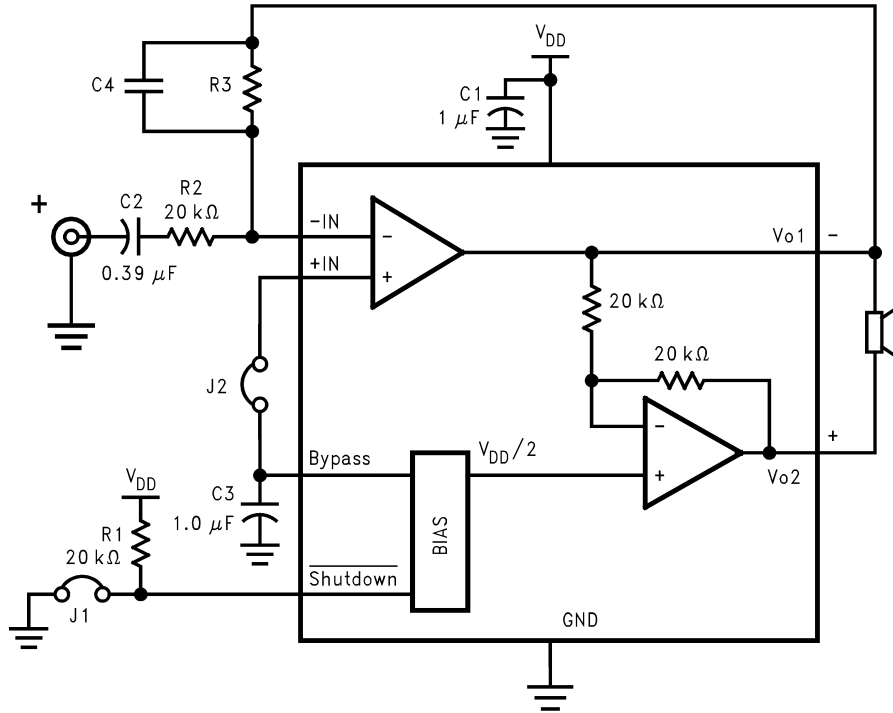 V_DD
C4
R3
C1
1 μF
+
C2
0.39 μF
R2
20 kΩ
−IN
+IN
−
+
Vo1
−
20 kΩ
20 kΩ
J2
Bypass
V_DD/2
−
+
+
Vo2
C3
1.0 μF
BIAS
V_DD
R1
20 kΩ
Shutdown
J1
GND